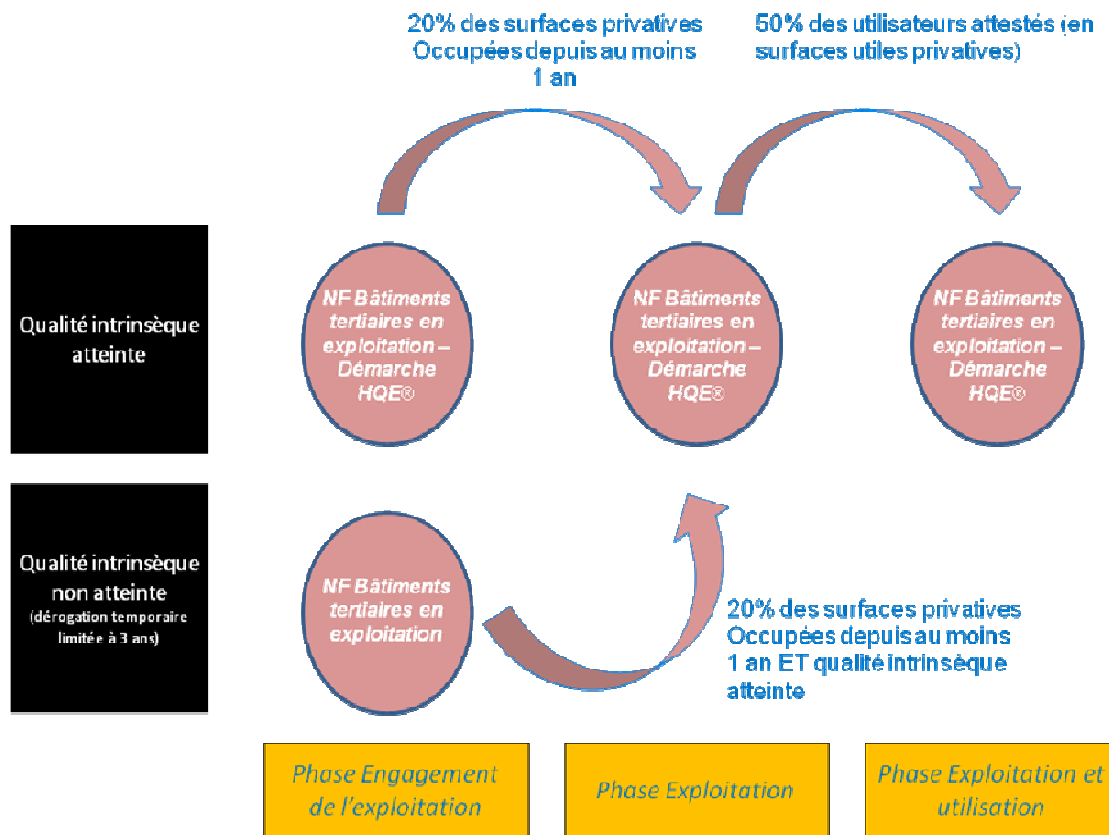 20% des surfaces privatives
Occupées depuis au moins
1 an
50% des utilisateurs attestés (en
surfaces utiles privatives)
Qualité intrinsèque
atteinte
NF Bâtiments
tertiaires en
exploitation –
Démarche
HQE®
NF Bâtiments
tertiaires en
exploitation –
Démarche
HQE®
NF Bâtiments
tertiaires en
exploitation –
Démarche
HQE®
Qualité intrinsèque
non atteinte
(dérogation temporaire
limitée à 3 ans)
NF Bâtiments
tertiaires en
exploitation
20% des surfaces privatives
Occupées depuis au moins
1 an ET qualité intrinsèque
atteinte
Phase Engagement
de l'exploitation
Phase Exploitation
Phase Exploitation et
utilisation